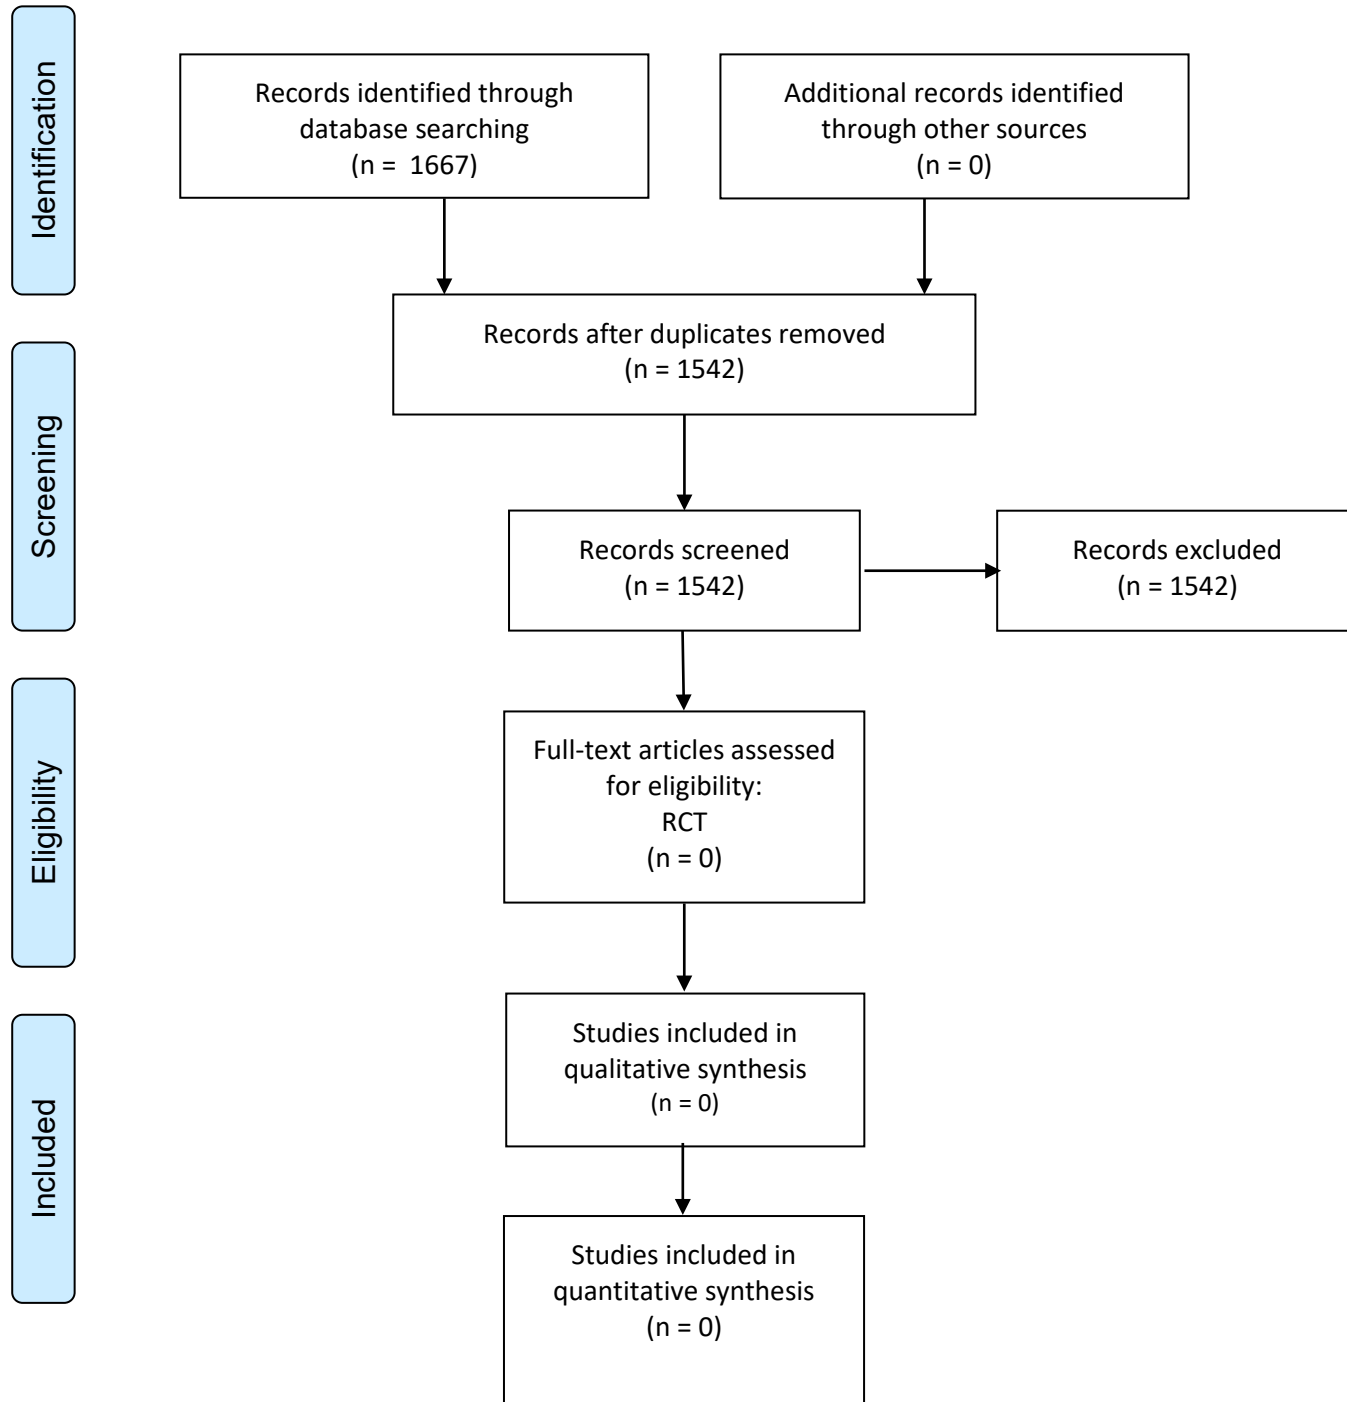 Identification
Records identified through
database searching
(n =  1667)
Additional records identified
through other sources
(n = 0)
Records after duplicates removed
(n = 1542)
Screening
Records screened
(n = 1542)
Records excluded
(n = 1542)
Eligibility
Full-text articles assessed
for eligibility:
RCT
(n = 0)
Included
Studies included in
qualitative synthesis
(n = 0)
Studies included in
quantitative synthesis
(n = 0)